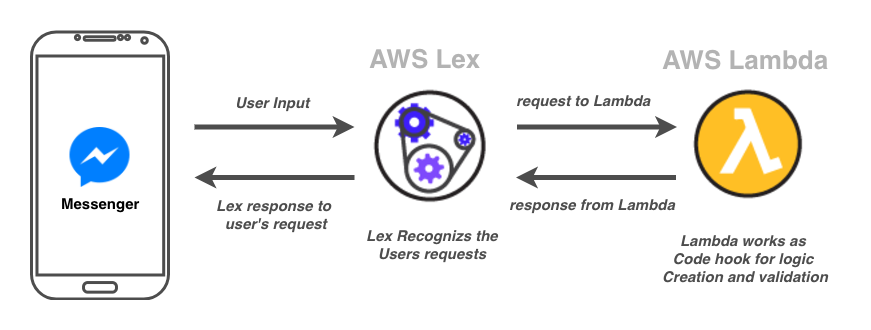 AWS Lex
AWS Lambda
User Input
request to Lambda
Messenger
Lex response to
user's request
response from Lambda
Lex Recognizs the
Users requests
Lambda works as
Code hook for logic
Creation and validation